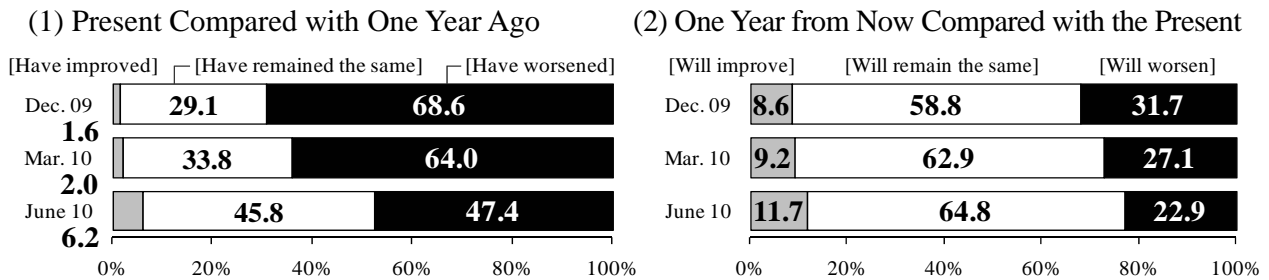 (1) Present Compared with One Year Ago
[Have improved] [Have remained the same] [Have worsened]
Dec. 09 29.1 68.6
1.6
Mar. 10 33.8 64.0
2.0
June 10 45.8 47.4
6.2
0% 20% 40% 60% 80% 100%
(2) One Year from Now Compared with the Present
[Will improve] [Will remain the same] [Will worsen]
Dec. 09 8.6 58.8 31.7
Mar. 10 9.2 62.9 27.1
June 10 11.7 64.8 22.9
0% 20% 40% 60% 80% 100%